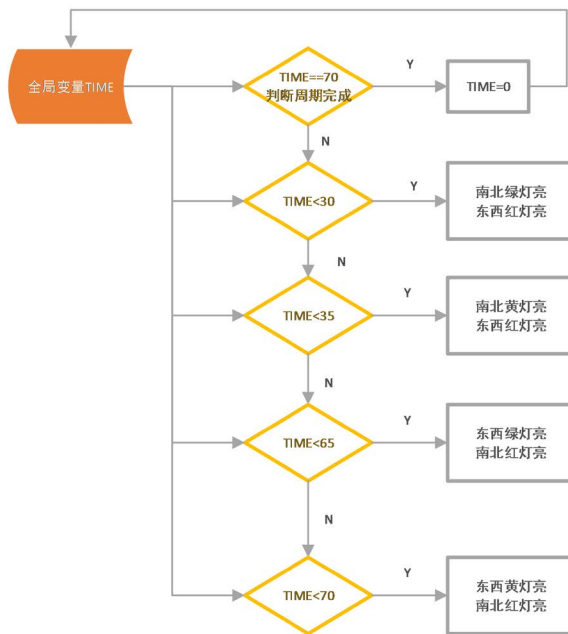 全局变量TIME
TIME==70
判断周期完成
Y
TIME=0
N
TIME<30
Y
南北绿灯亮
东西红灯亮
N
TIME<35
Y
南北黄灯亮
东西红灯亮
N
TIME<65
Y
东西绿灯亮
南北红灯亮
N
TIME<70
Y
东西黄灯亮
南北红灯亮